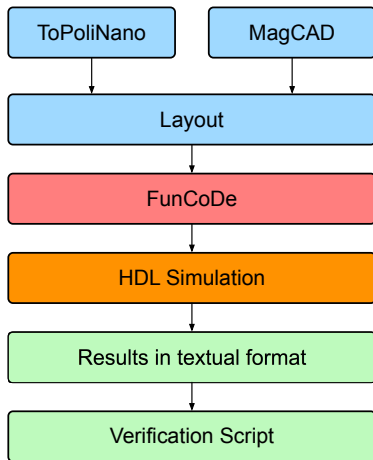 ToPoliNano
MagCAD
Layout
FunCoDe
HDL Simulation
Results in textual format
Verification Script